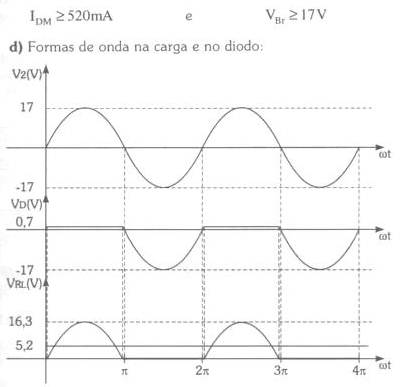 I_DM ≥ 520mA e V_Br ≥ 17V
d) Formas de onda na carga e no diodo:
V2(V)
17
ωt
-17
VD(V)
0,7
ωt
-17
VRL(V)
16,3
5,2
ωt
π 2π 3π 4π